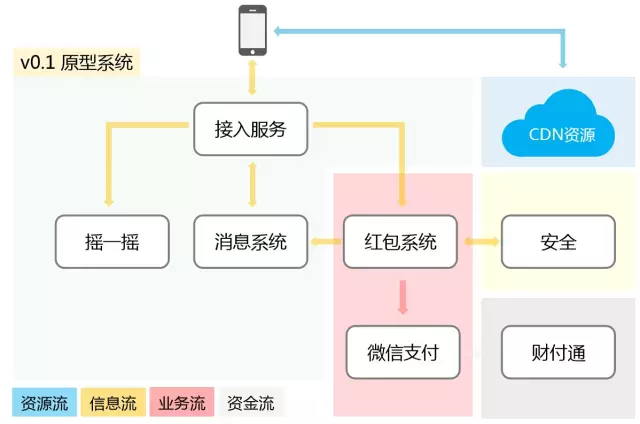 v0.1 原型系统
接入服务
CDN资源
摇一摇
消息系统
红包系统
安全
微信支付
财付通
资源流
信息流
业务流
资金流